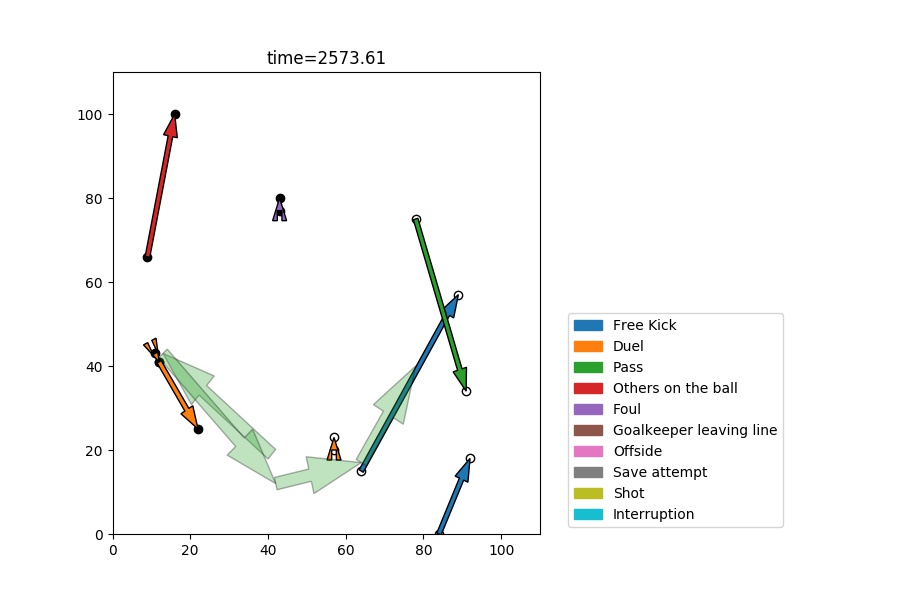 time=2573.61
100
80
60
40
20
0
0 20 40 60 80 100
Free Kick
Duel
Pass
Others on the ball
Foul
Goalkeeper leaving line
Offside
Save attempt
Shot
Interruption